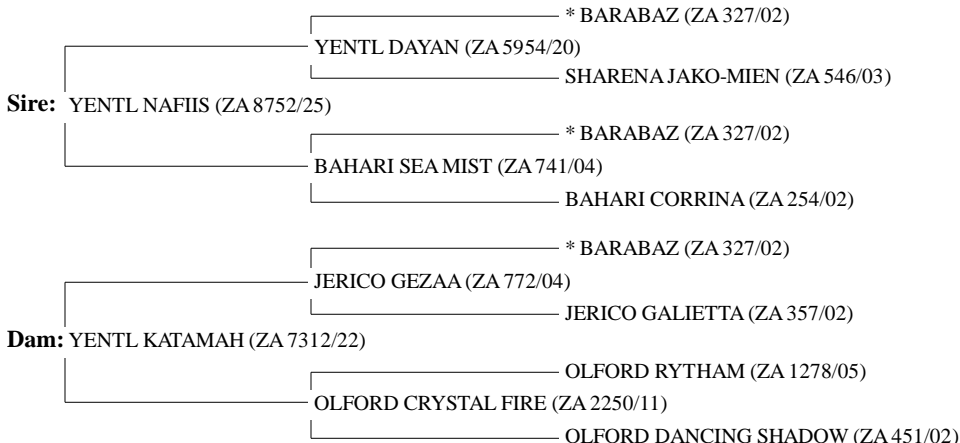 * BARABAZ (ZA 327/02)
YENTL DAYAN (ZA 5954/20)
SHARENA JAKO-MIEN (ZA 546/03)
Sire: YENTL NAFIIS (ZA 8752/25)
* BARABAZ (ZA 327/02)
BAHARI SEA MIST (ZA 741/04)
BAHARI CORRINA (ZA 254/02)
* BARABAZ (ZA 327/02)
JERICO GEZAA (ZA 772/04)
JERICO GALIETTA (ZA 357/02)
Dam: YENTL KATAMAH (ZA 7312/22)
OLFORD RYTHAM (ZA 1278/05)
OLFORD CRYSTAL FIRE (ZA 2250/11)
OLFORD DANCING SHADOW (ZA 451/02)